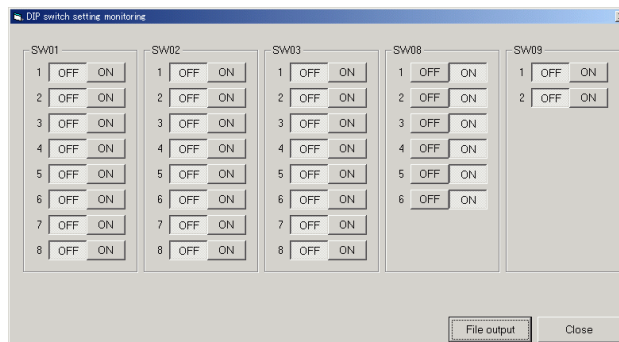 DIP switch setting monitoring
SW01 SW02 SW03 SW08 SW09
1 OFF ON 1 OFF ON 1 OFF ON 1 OFF ON 1 OFF ON
2 OFF ON 2 OFF ON 2 OFF ON 2 OFF ON 2 OFF ON
3 OFF ON 3 OFF ON 3 OFF ON 3 OFF ON
4 OFF ON 4 OFF ON 4 OFF ON 4 OFF ON
5 OFF ON 5 OFF ON 5 OFF ON 5 OFF ON
6 OFF ON 6 OFF ON 6 OFF ON 6 OFF ON
7 OFF ON 7 OFF ON 7 OFF ON
8 OFF ON 8 OFF ON 8 OFF ON
File output Close